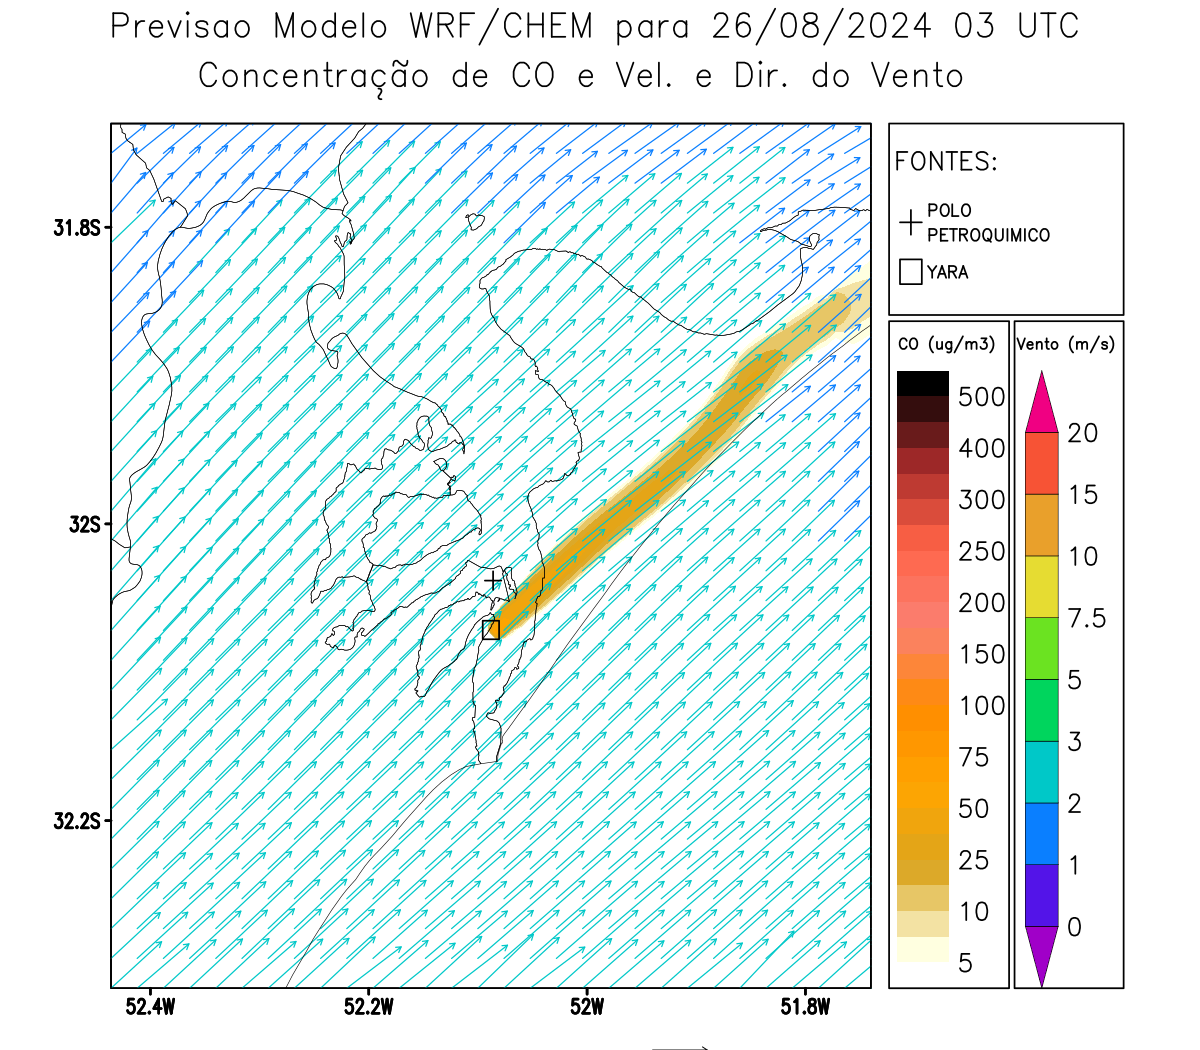 Previsao Modelo WRF/CHEM para 26/08/2024 03 UTC
Concentração de CO e Vel. e Dir. do Vento
FONTES:
POLO
PETROQUIMICO
YARA
CO (ug/m3)
500
400
300
250
200
150
100
75
50
25
10
5
Vento (m/s)
20
15
10
7.5
5
3
2
1
0
31.8S
32S
32.2S
52.4W
52.2W
52W
51.8W